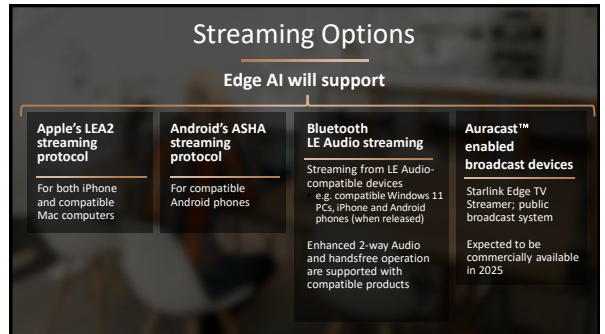 Streaming Options
Edge AI will support
Apple's LEA2
streaming
protocol
For both iPhone
and compatible
Mac computers
Android's ASHA
streaming
protocol
For compatible
Android phones
Bluetooth
LE Audio streaming
Streaming from LE Audio-
compatible devices
• e.g. compatible Windows 11
PCs, iPhone and Android
phones (when released)
Enhanced 2-way Audio
and handsfree operation
are supported with
compatible products
Auracast™
enabled
broadcast devices
Starlink Edge TV
Streamer; public
broadcast system
Expected to be
commercially available
in 2025